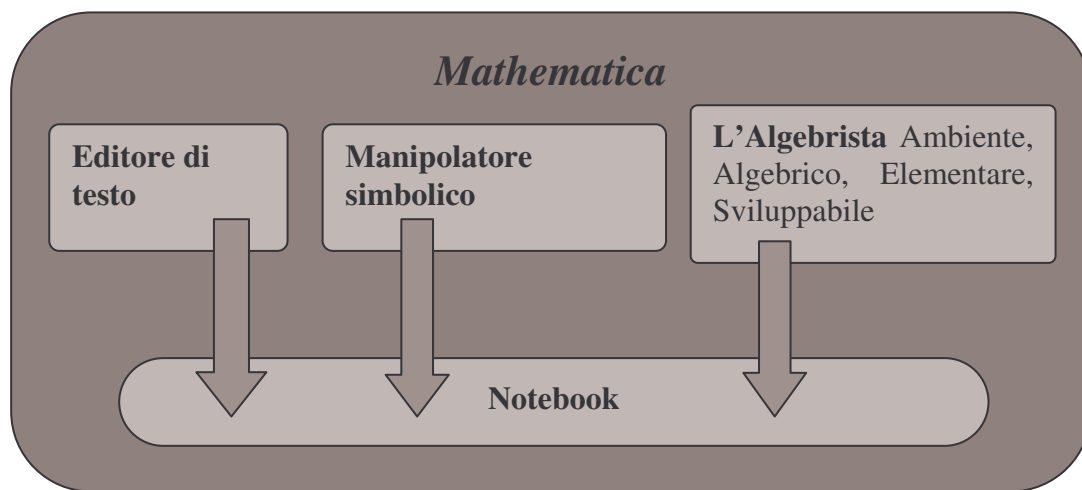 Mathematica
Editore di
testo
Manipolatore
simbolico
L'Algebrista Ambiente,
Algebrico, Elementare,
Sviluppabile
Notebook